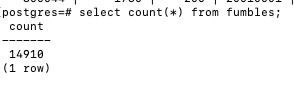 postgres=# select count(*) from fumbles;
count
-------
14910
(1 row)